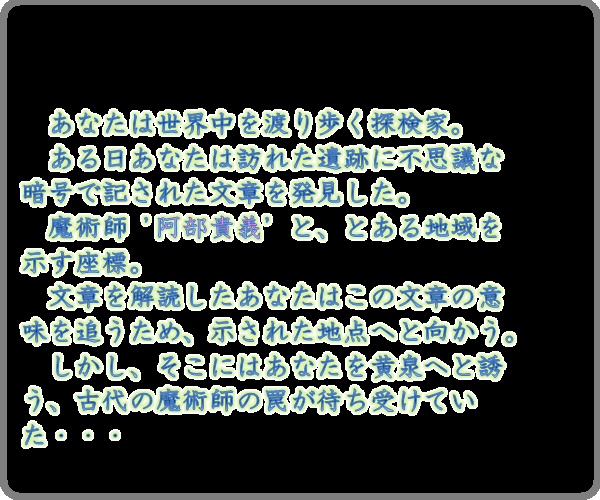 あなたは世界中を渡り歩く探検家。
ある日あなたは訪れた遺跡に不思議な
暗号で記された文章を発見した。
魔術師’阿部貴義’と、とある地域を
示す座標。
文章を解読したあなたはこの文章の意
味を追うため、示された地点へと向かう。
しかし、そこにはあなたを黄泉へと誘
う、古代の魔術師の罠が待ち受けてい
た・・・